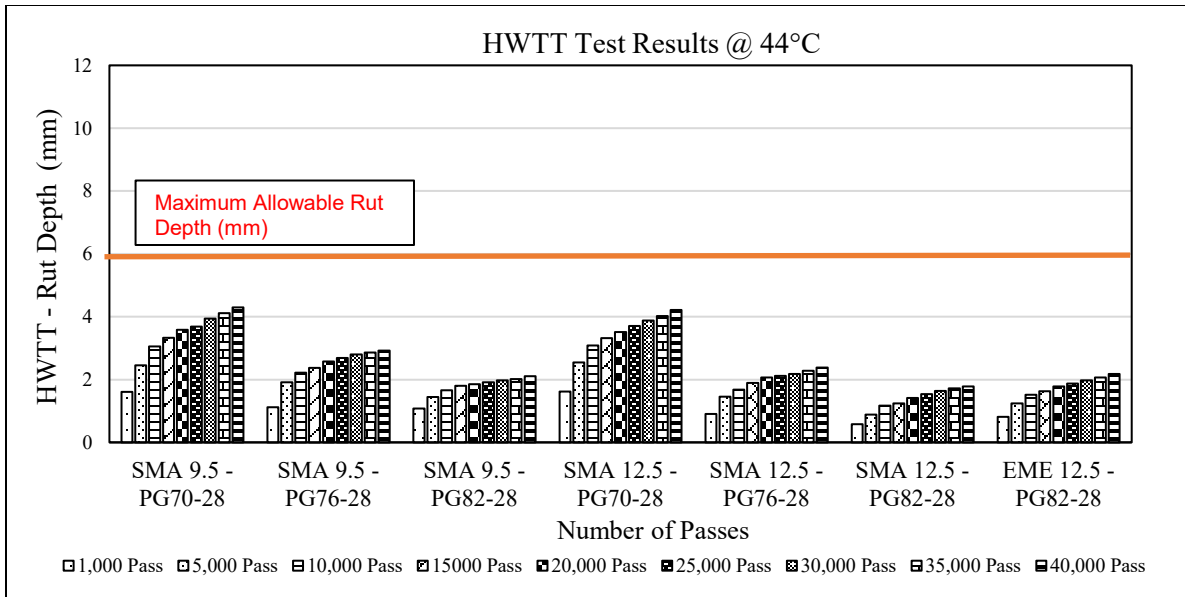 HWTT Test Results @ 44°C
12
10
8
6
4
2
0
HWTT - Rut Depth (mm)
Maximum Allowable Rut
Depth (mm)
SMA 9.5 -
PG70-28
SMA 9.5 -
PG76-28
SMA 9.5 -
PG82-28
SMA 12.5 -
PG70-28
SMA 12.5 -
PG76-28
SMA 12.5 -
PG82-28
EME 12.5 -
PG82-28
Number of Passes
1,000 Pass
5,000 Pass
10,000 Pass
15000 Pass
20,000 Pass
25,000 Pass
30,000 Pass
35,000 Pass
40,000 Pass